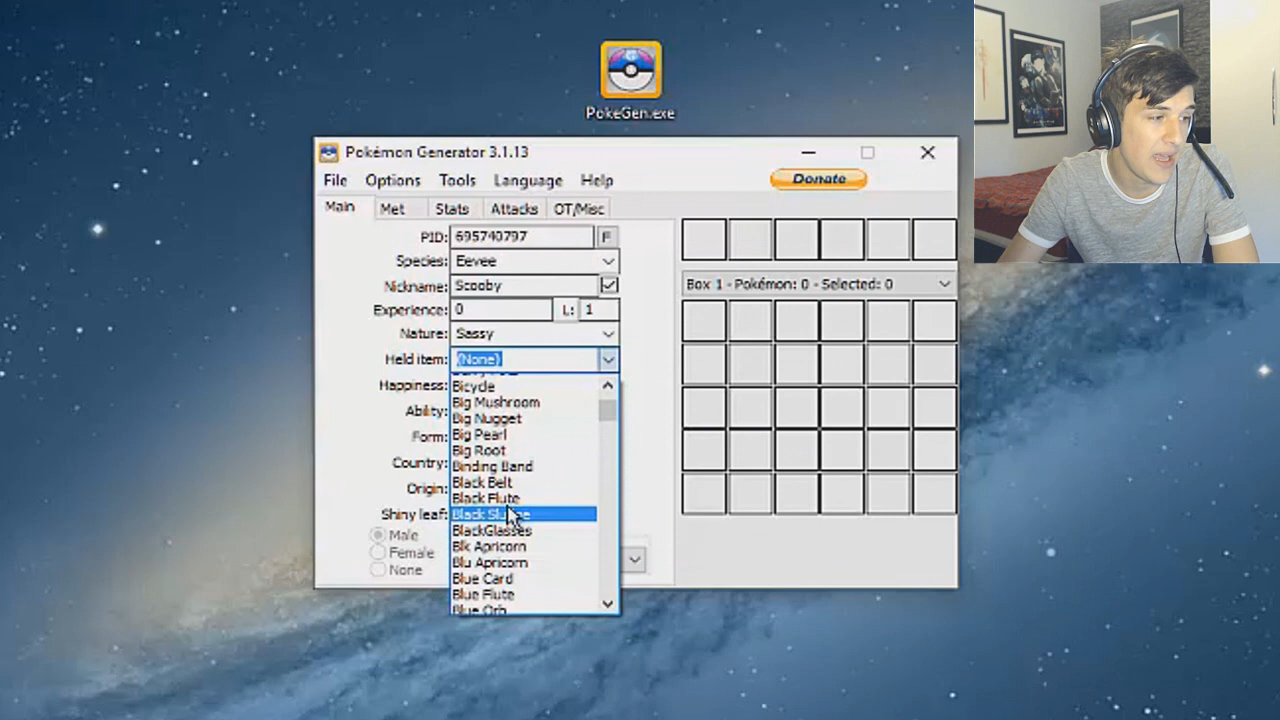 PokeGen.exe
Pokémon Generator 3.1.13
File Options Tools Language Help
Donate
Main Met Stats Attacks OT/Misc
PID: 695740797 F
Species: Eevee
Box 1 - Pokémon: 0 - Selected: 0
Nickname: Scooby
Experience: 0 L: 1
Nature: Sassy
Held item: (None)
Happiness:
Ability:
Form:
Country:
Origin:
Shiny leaf:
Male
Female
None
Bicycle
Big Mushroom
Big Nugget
Big Pearl
Big Root
Binding Band
Black Belt
Black Flute
Black
BlackGlasses
Blk Apricorn
Blu Apricorn
Blue Card
Blue Flute
Blue Orb